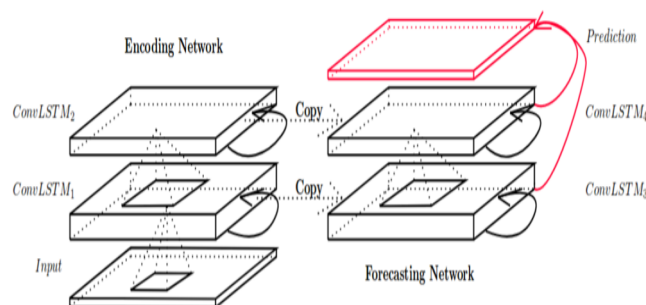 Encoding Network
Prediction
ConvLSTM₂
Copy
ConvLSTM₄
ConvLSTM₁
Copy
ConvLSTM₃
Input
Forecasting Network